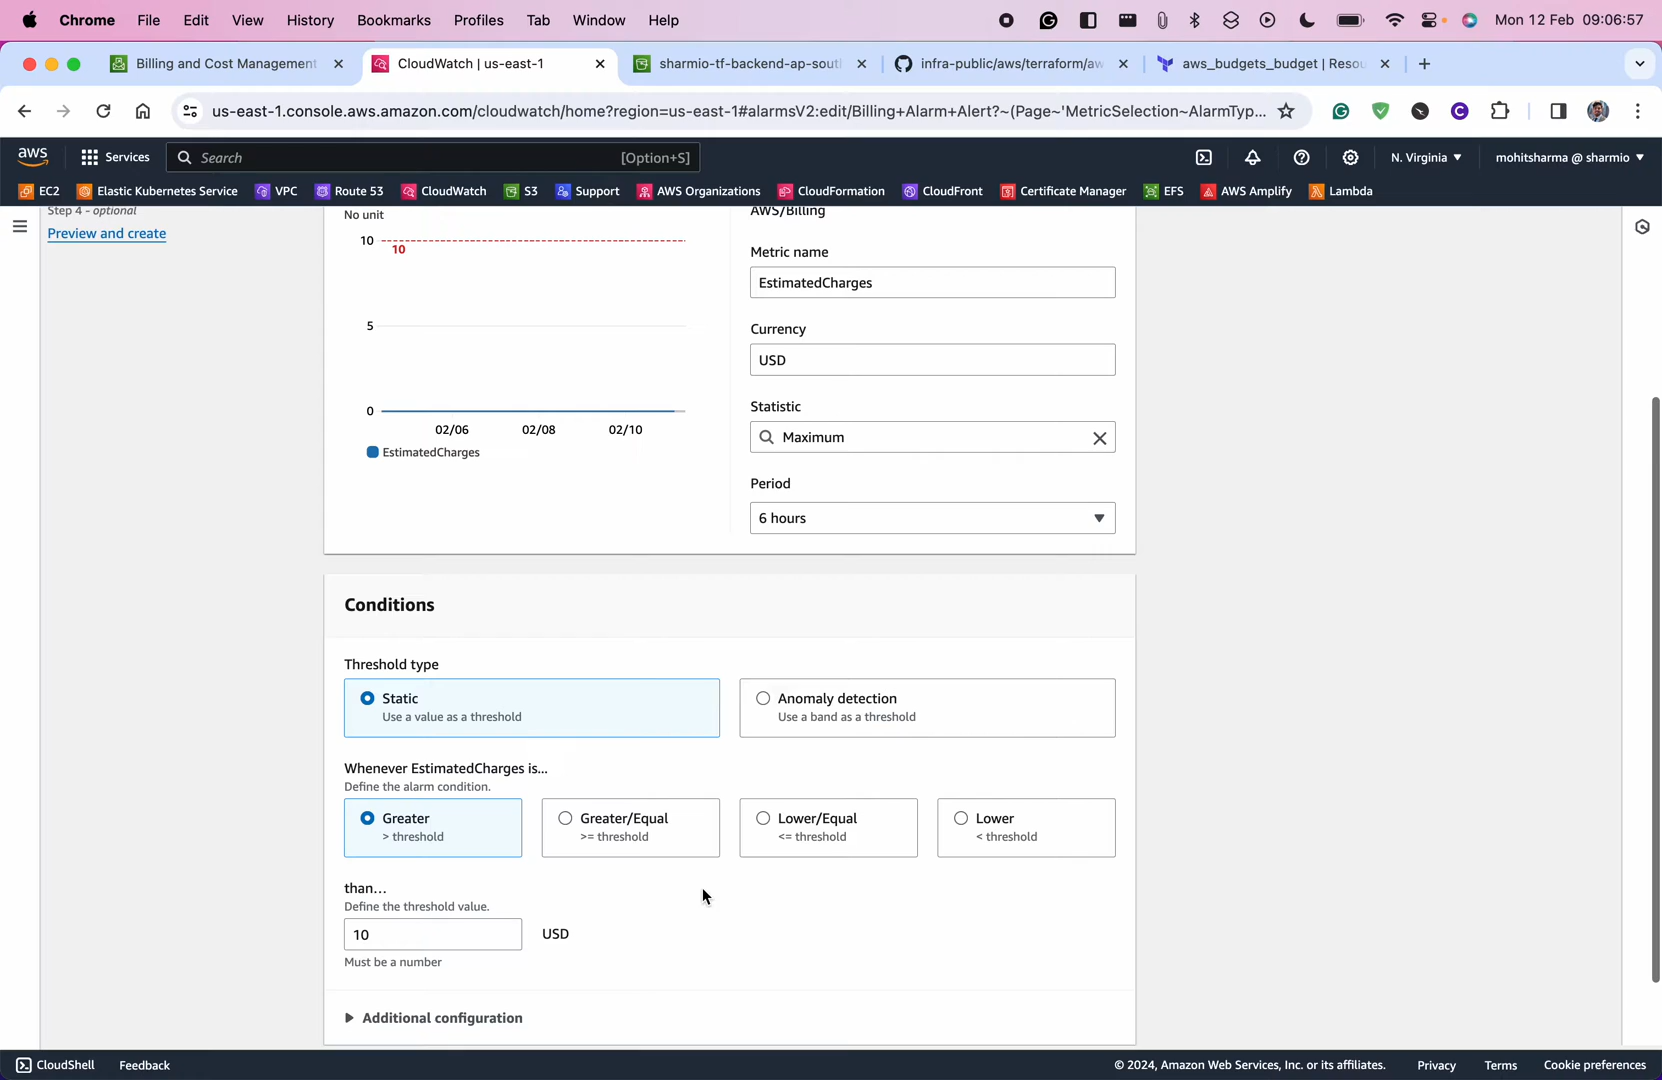 Chrome File Edit View History Bookmarks Profiles Tab Window Help Mon 12 Feb 09:06:57
Billing and Cost Management CloudWatch | us-east-1 sharmio-tf-backend-ap-sout infra-public/aws/terraform/aw aws_budgets_budget | Resou
us-east-1.console.aws.amazon.com/cloudwatch/home?region=us-east-1#alarmsV2:edit/Billing+Alarm+Alert?~(Page~'MetricSelection~AlarmTyp...
aws Services Search [Option+S] N. Virginia mohitsharma @ sharmio
EC2 Elastic Kubernetes Service VPC Route 53 CloudWatch S3 Support AWS Organizations CloudFormation CloudFront Certificate Manager EFS AWS Amplify Lambda
Step 4 - optional
Preview and create
No unit
10
10
5
0
02/06 02/08 02/10
EstimatedCharges
AWS/Billing
Metric name
EstimatedCharges
Currency
USD
Statistic
Maximum
Period
6 hours
Conditions
Threshold type
Static
Use a value as a threshold
Anomaly detection
Use a band as a threshold
Whenever EstimatedCharges is...
Define the alarm condition.
Greater
> threshold
Greater/Equal
>= threshold
Lower/Equal
<= threshold
Lower
< threshold
than...
Define the threshold value.
10 USD
Must be a number
Additional configuration
CloudShell Feedback © 2024, Amazon Web Services, Inc. or its affiliates. Privacy Terms Cookie preferences